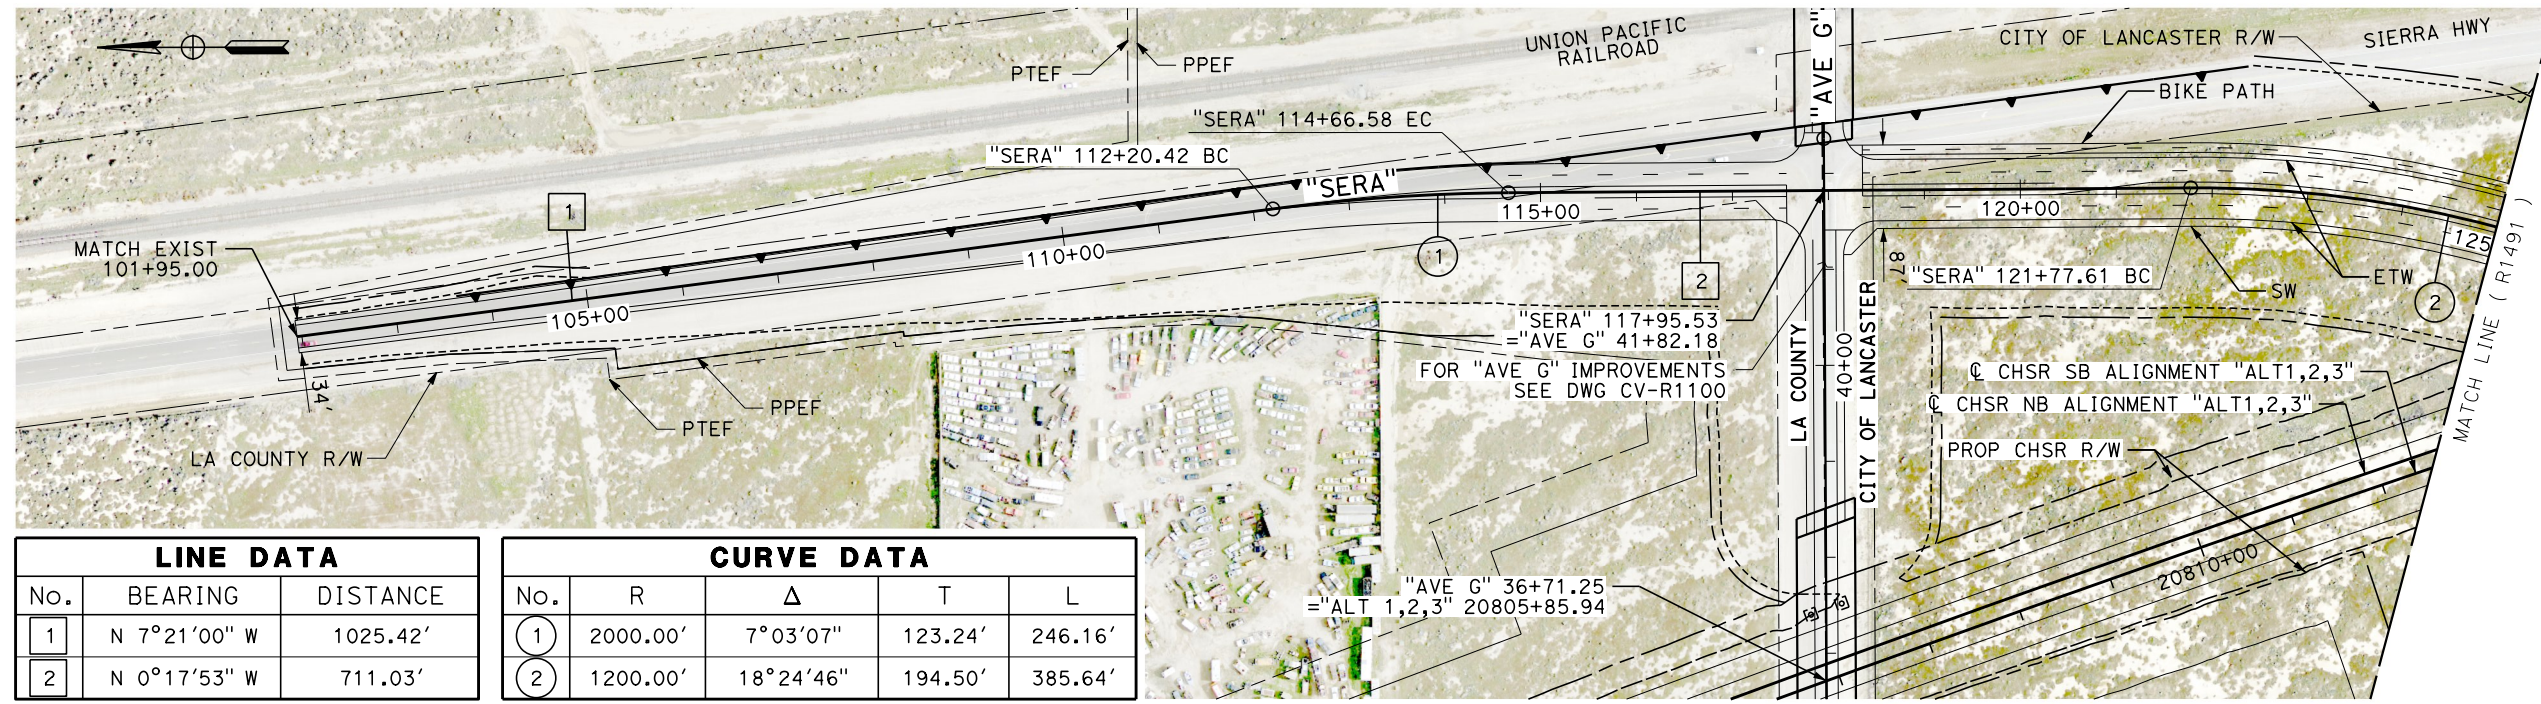 "AVE G"
UNION PACIFIC
RAILROAD
CITY OF LANCASTER R/W
SIERRA HWY
PTEF
PPEF
BIKE PATH
"SERA" 114+66.58 EC
"SERA" 112+20.42 BC
"SERA"
1
MATCH EXIST
101+95.00
115+00
120+00
125
110+00
1
2
87'
"SERA" 121+77.61 BC
ETW
SW
2
105+00
"SERA" 117+95.53
="AVE G" 41+82.18
FOR "AVE G" IMPROVEMENTS
SEE DWG CV-R1100
LA COUNTY
40+00
CITY OF LANCASTER
MATCH LINE (R1491)
℄ CHSR SB ALIGNMENT "ALT1,2,3"
℄ CHSR NB ALIGNMENT "ALT1,2,3"
34'
PPEF
PTEF
LA COUNTY R/W
PROP CHSR R/W
20810+00
"AVE G" 36+71.25
="ALT 1,2,3" 20805+85.94
LINE DATA
No. BEARING DISTANCE
1 N 7°21'00" W 1025.42'
2 N 0°17'53" W 711.03'
CURVE DATA
No. R Δ T L
1 2000.00' 7°03'07" 123.24' 246.16'
2 1200.00' 18°24'46" 194.50' 385.64'